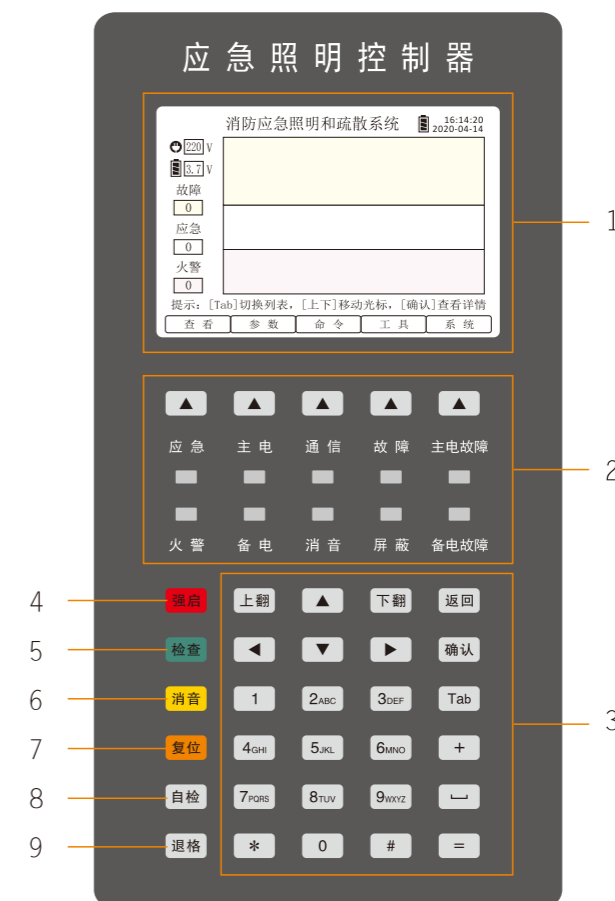 应急照明控制器
消防应急照明和疏散系统 16:14:20
2020-04-14
220 V
3.7 V
故障
0
应急
0
火警
0
提示: [Tab]切换列表, [上下]移动光标, [确认]查看详情
查看 参数 命令 工具 系统
1
应急 主电 通信 故障 主电故障
2
火警 备电 消音 屏蔽 备电故障
4 强启 上翻 ▲ 下翻 返回
5 检查 ◀ ▼ ▶ 确认
6 消音 1 2ABC 3DEF Tab
3
7 复位 4GHI 5JKL 6MNO +
8 自检 7PQRS 8TUV 9WXYZ ⎵
9 退格 * 0 # =